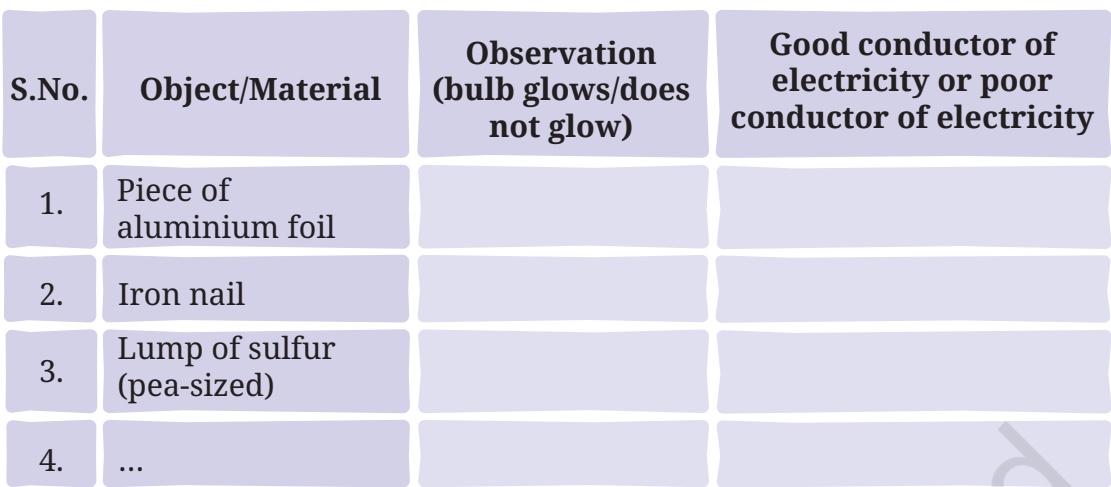 S.No.
Object/Material
Observation
(bulb glows/does
not glow)
Good conductor of
electricity or poor
conductor of electricity
1.
Piece of
aluminium foil
2.
Iron nail
3.
Lump of sulfur
(pea-sized)
4.
...